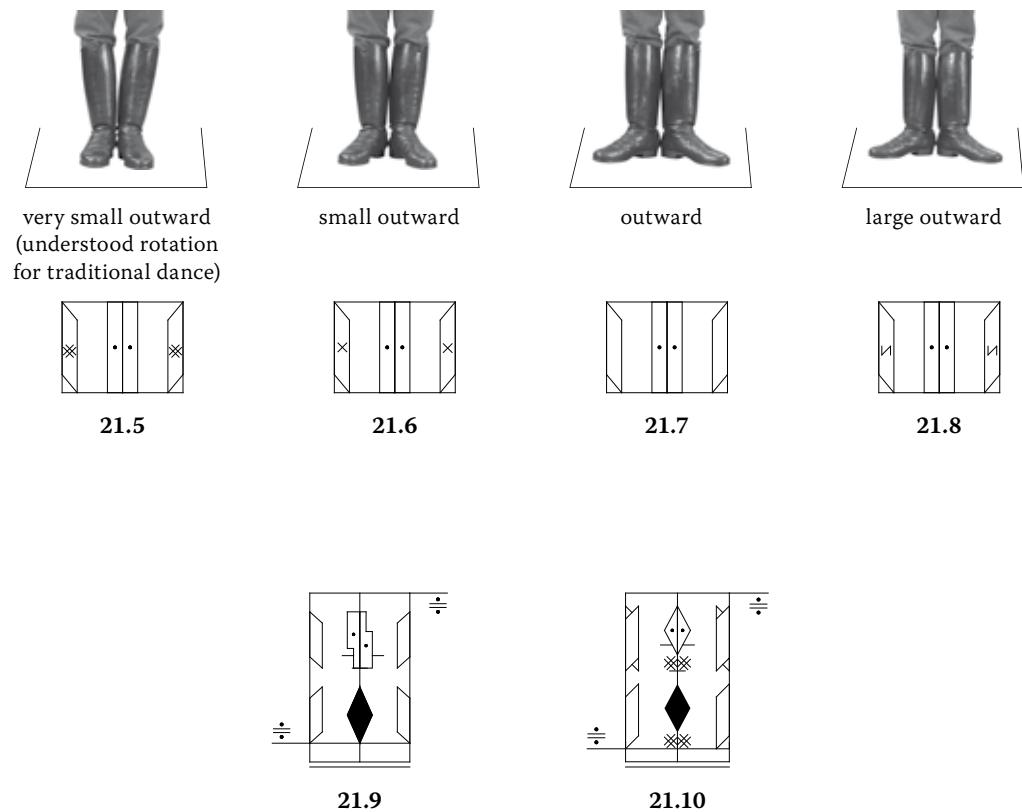 very small outward
(understood rotation
for traditional dance)
small outward
outward
large outward
21.5
21.6
21.7
21.8
21.9
21.10